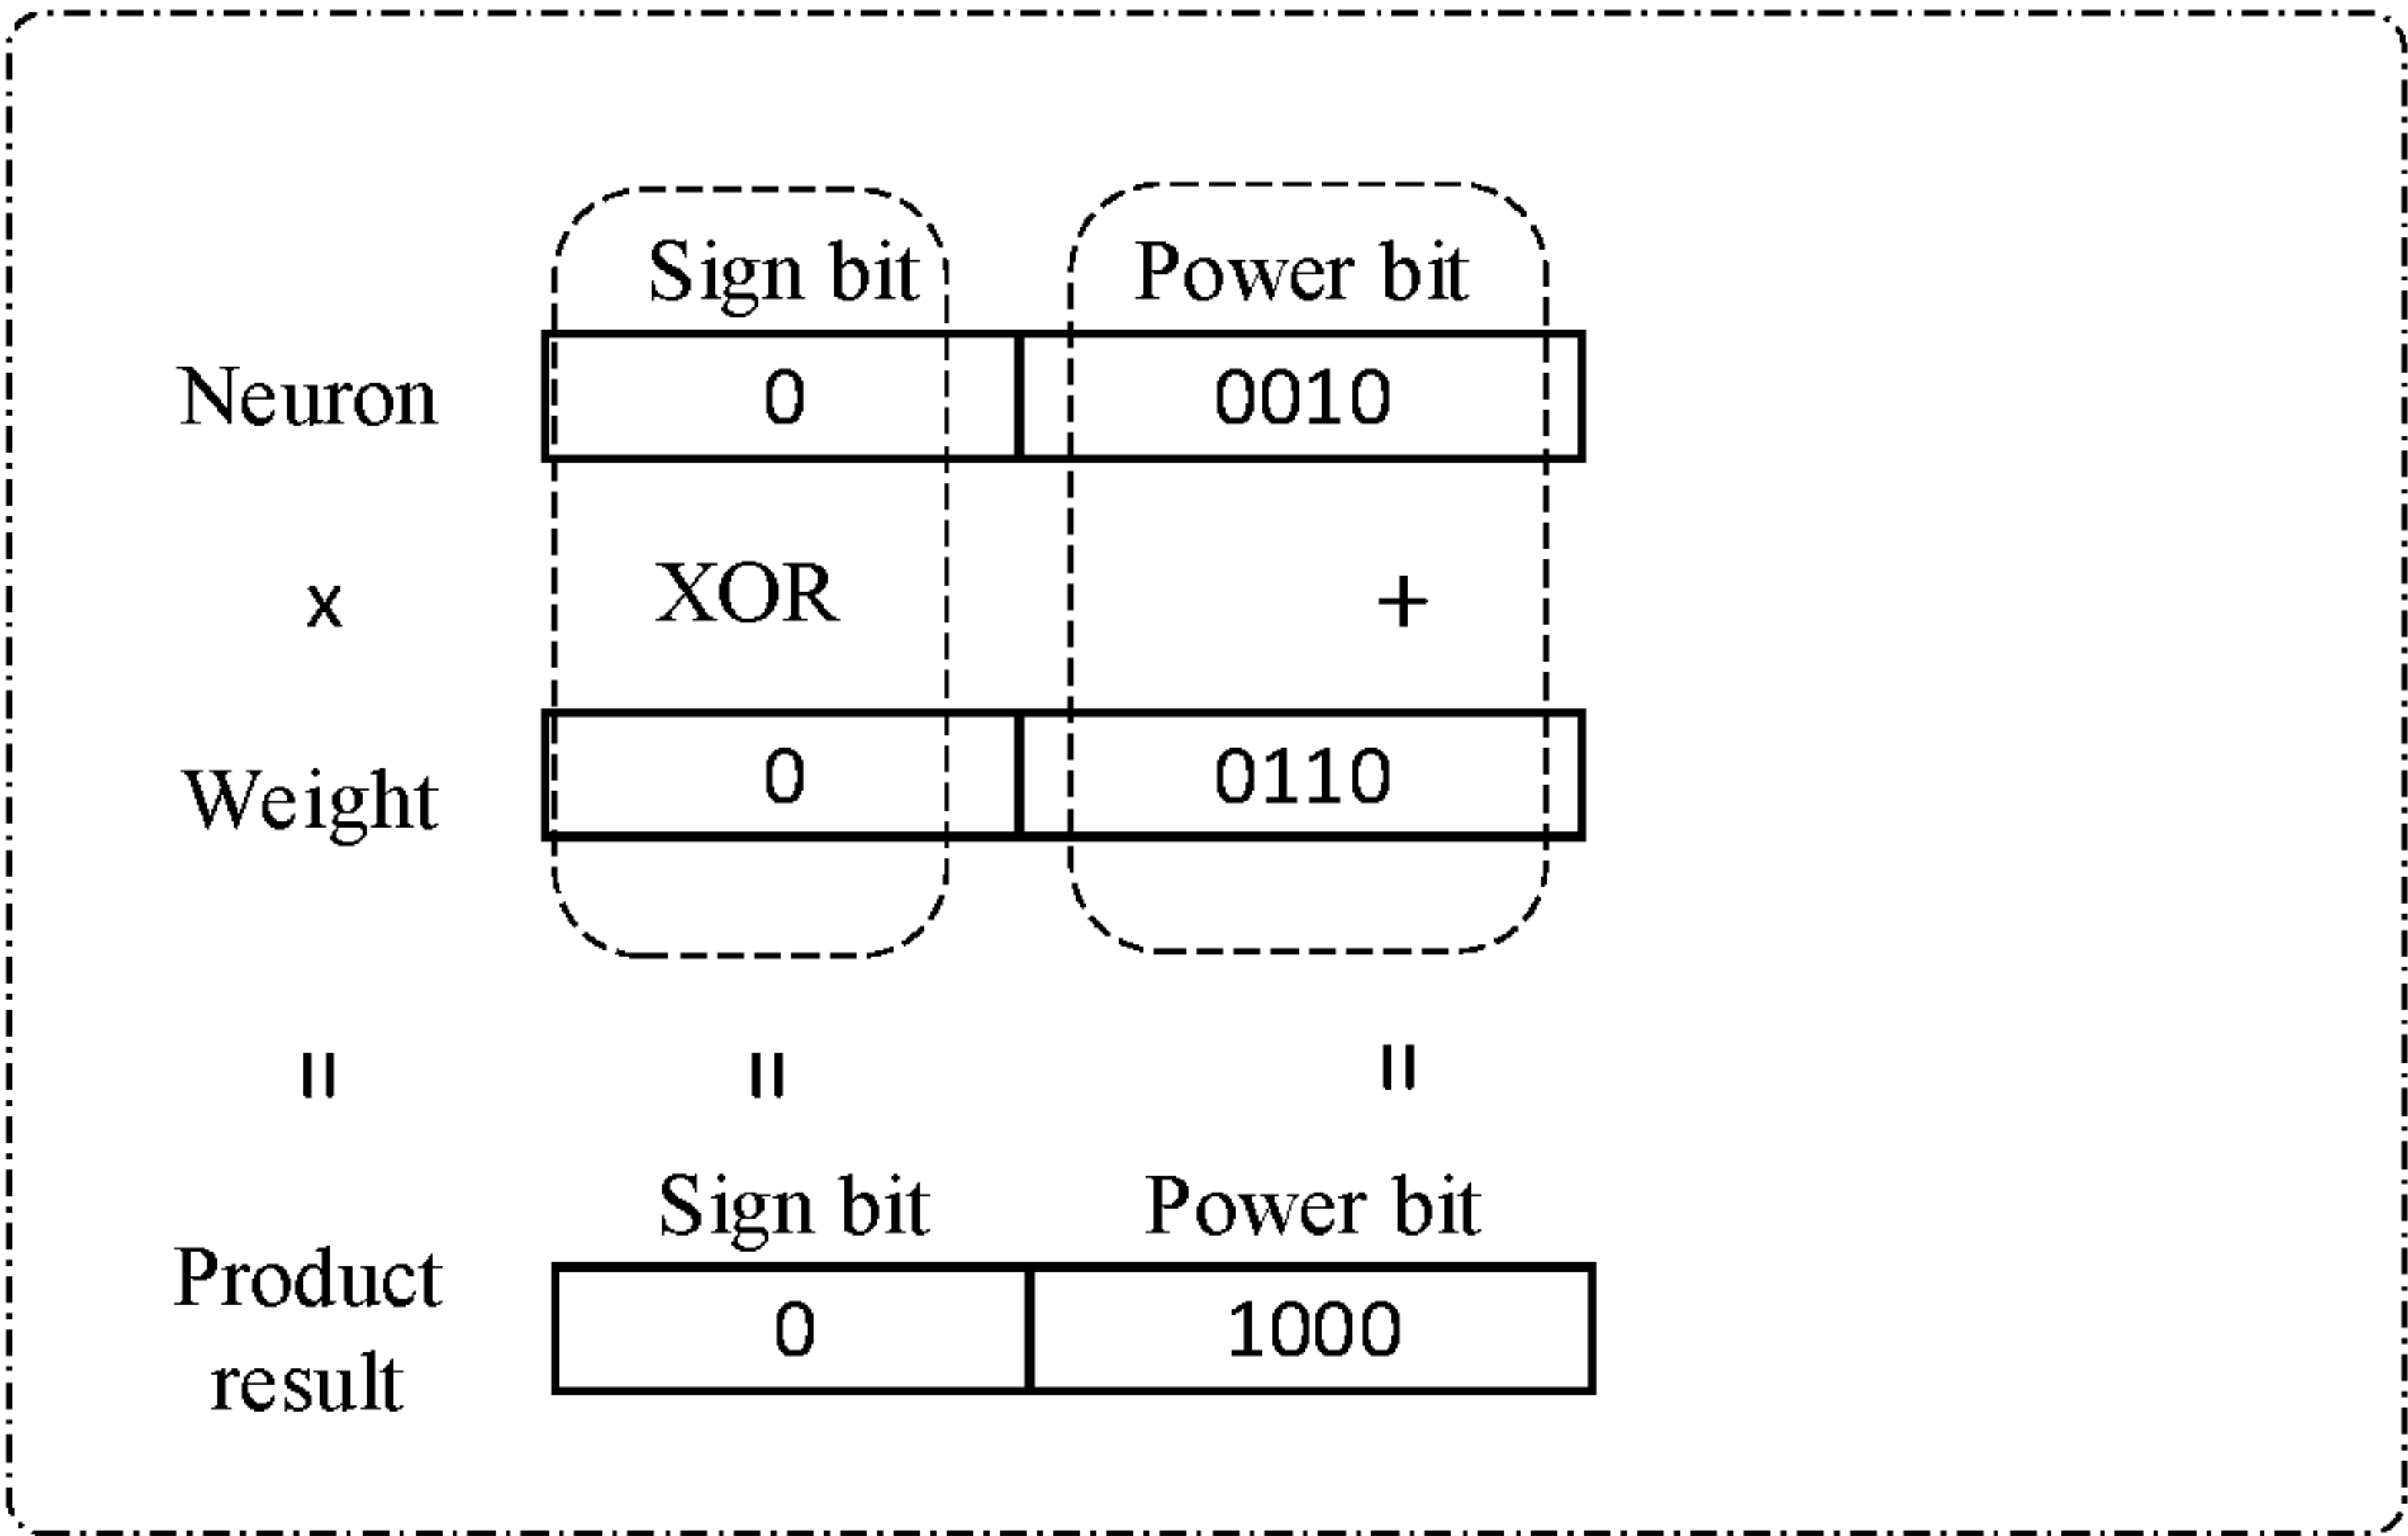 Sign bit Power bit
Neuron 0 0010
x XOR +
Weight 0 0110
= = =
Sign bit Power bit
Product
result 0 1000